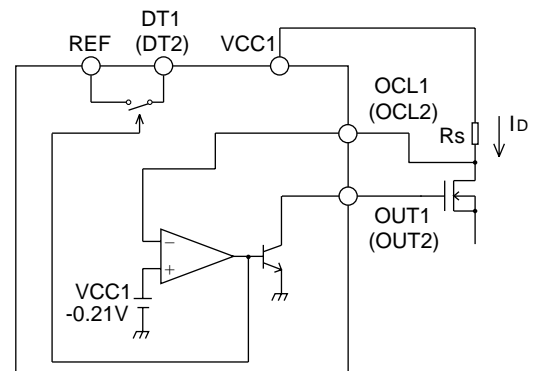 DT1
REF (DT2) VCC1
OCL1
(OCL2)
Rs ID
OUT1
(OUT2)
−
+
VCC1
-0.21V